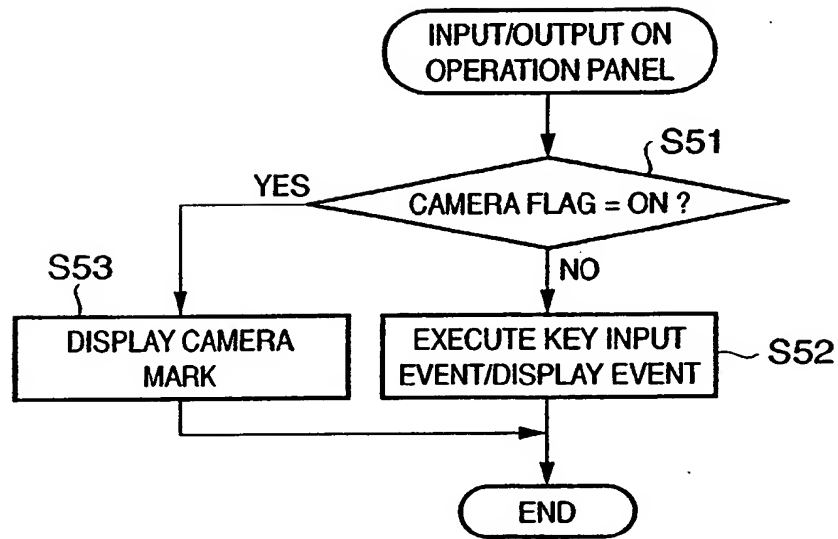 INPUT/OUTPUT ON
OPERATION PANEL
S51
YES
CAMERA FLAG = ON ?
S53
NO
DISPLAY CAMERA
MARK
EXECUTE KEY INPUT
EVENT/DISPLAY EVENT
S52
END